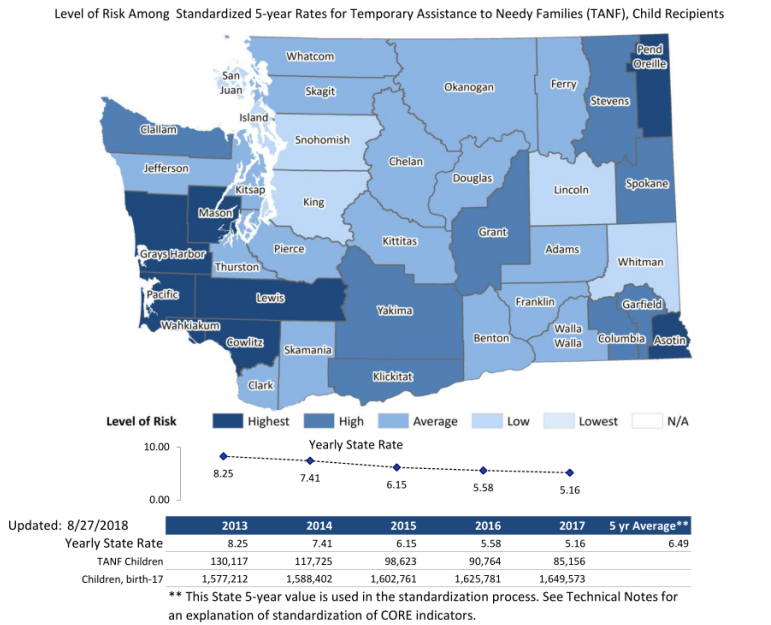 Level of Risk Among  Standardized 5-year Rates for Temporary Assistance to Needy Families (TANF), Child Recipients
Pend
Oreille
Whatcom
San
Juan
Skagit
Okanogan
Ferry
Stevens
Island
Clallam
Snohomish
Chelan
Jefferson
Douglas
Kitsap
Lincoln
Spokane
King
Mason
Grant
Kittitas
Grays Harbor
Pierce
Adams
Whitman
Thurston
Pacific
Lewis
Yakima
Franklin
Garfield
Wahkiakum
Cowlitz
Skamania
Benton
Walla
Walla
Columbia
Asotin
Klickitat
Clark
Level of Risk Highest High Average Low Lowest N/A
Yearly State Rate
10.00
8.25 7.41 6.15 5.58 5.16
0.00
Updated: 8/27/2018 2013 2014 2015 2016 2017 5 yr Average**
Yearly State Rate 8.25 7.41 6.15 5.58 5.16 6.49
TANF Children 130,117 117,725 98,623 90,764 85,156
Children, birth-17 1,577,212 1,588,402 1,602,761 1,625,781 1,649,573
** This State 5-year value is used in the standardization process. See Technical Notes for
an explanation of standardization of CORE indicators.